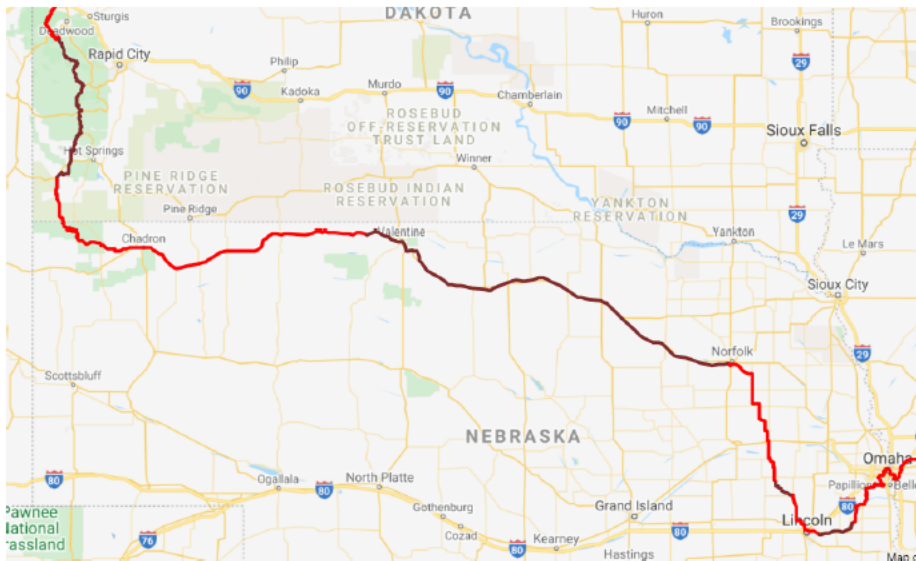 DAKOTA
Sturgis
Deadwood
Huron
Brookings
Rapid City
Philip
29
90
Kadoka
Murdo
90
Chamberlain
Mitchell
90
90
Sioux Falls
ROSEBUD
OFF-RESERVATION
TRUST LAND
Hot Springs
Winner
PINE RIDGE
RESERVATION
ROSEBUD INDIAN
RESERVATION
YANKTON
RESERVATION
Pine Ridge
29
Chadron
Valentine
Yankton
Le Mars
Sioux City
Norfolk
29
Scottsbluff
NEBRASKA
Omaha
80
Ogallala
North Platte
80
Papillion
Belle
Pawnee
National
rassland
Gothenburg
Grand Island
Lincoln
80
76
Cozad
80
Kearney
80
Hastings
Map